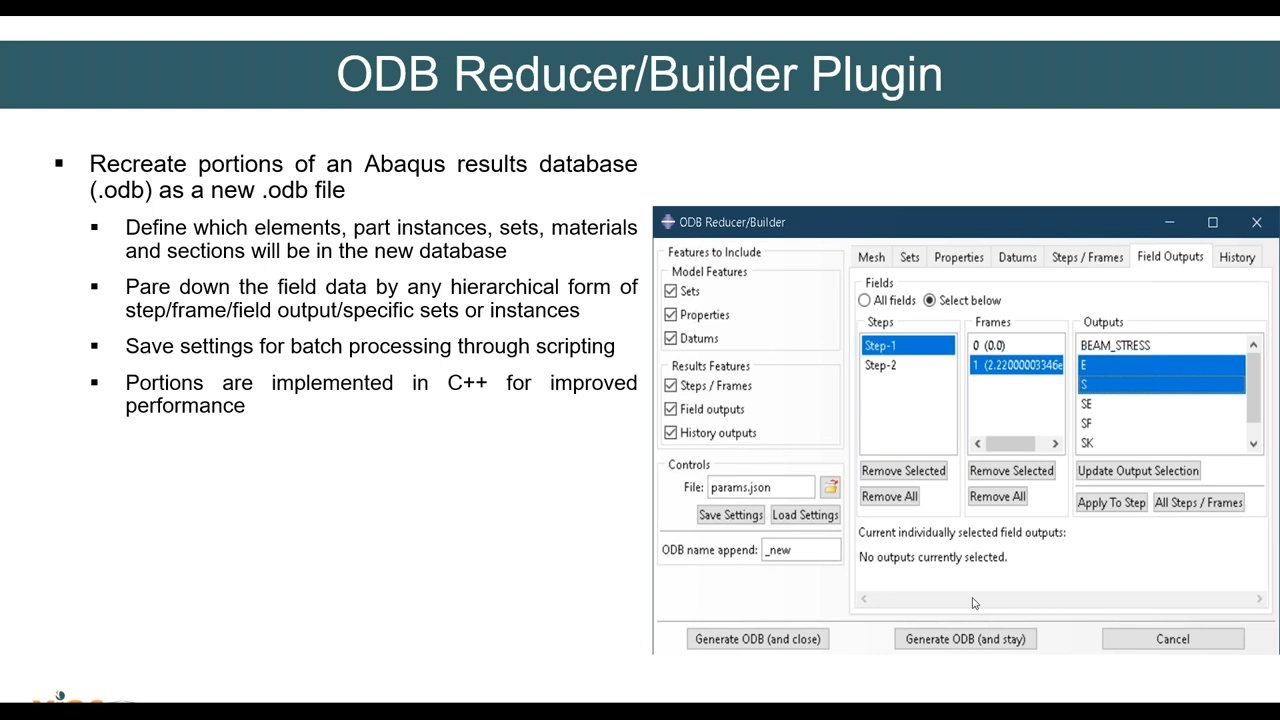 ODB Reducer/Builder Plugin
Recreate portions of an Abaqus results database
(.odb) as a new .odb file
Define which elements, part instances, sets, materials
and sections will be in the new database
Pare down the field data by any hierarchical form of
step/frame/field output/specific sets or instances
Save settings for batch processing through scripting
Portions are implemented in C++ for improved
performance
ODB Reducer/Builder
Features to Include
Model Features
Sets
Properties
Datums
Results Features
Steps / Frames
Field outputs
History outputs
Controls
File: params.json
Save Settings Load Settings
ODB name append: _new
Mesh Sets Properties Datums Steps / Frames Field Outputs History
Fields
All fields Select below
Steps Frames Outputs
Step-1
Step-2
0 (0.0)
1 (2.22000003346e
BEAM_STRESS
E
S
SE
SF
SK
Remove Selected Remove Selected Update Output Selection
Remove All Remove All Apply To Step All Steps / Frames
Current individually selected field outputs:
No outputs currently selected.
Generate ODB (and close) Generate ODB (and stay) Cancel